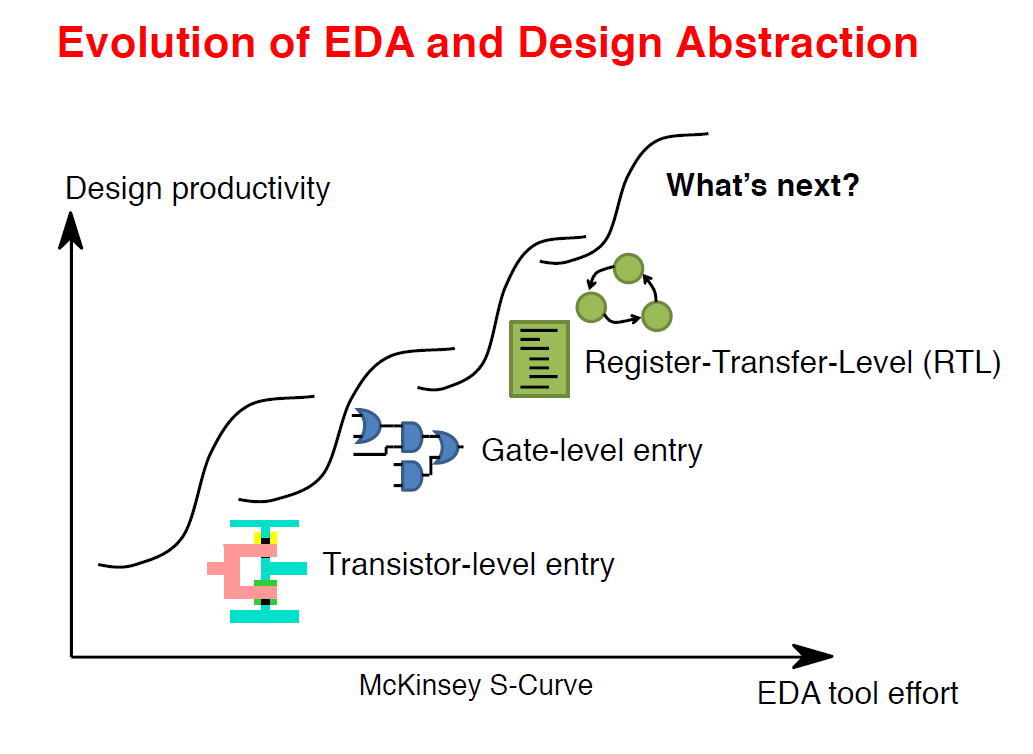 Evolution of EDA and Design Abstraction
Design productivity
What's next?
Register-Transfer-Level (RTL)
Gate-level entry
Transistor-level entry
McKinsey S-Curve
EDA tool effort